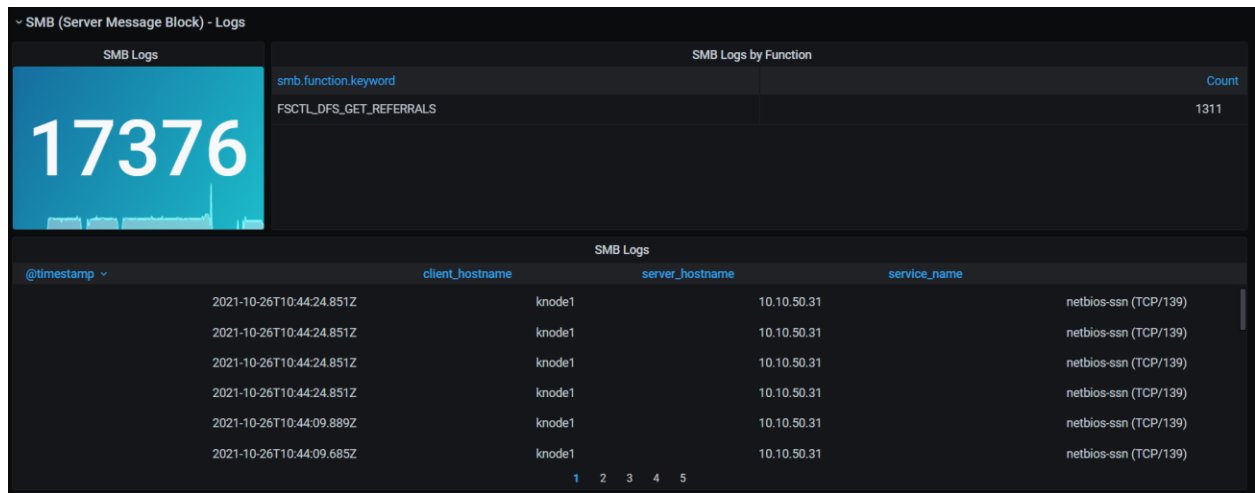 SMB (Server Message Block) - Logs
SMB Logs
17376
SMB Logs by Function
smb.function.keyword Count
FSCTL_DFS_GET_REFERRALS 1311
SMB Logs
@timestamp client_hostname server_hostname service_name
2021-10-26T10:44:24.851Z knode1 10.10.50.31 netbios-ssn (TCP/139)
2021-10-26T10:44:24.851Z knode1 10.10.50.31 netbios-ssn (TCP/139)
2021-10-26T10:44:24.851Z knode1 10.10.50.31 netbios-ssn (TCP/139)
2021-10-26T10:44:24.851Z knode1 10.10.50.31 netbios-ssn (TCP/139)
2021-10-26T10:44:09.889Z knode1 10.10.50.31 netbios-ssn (TCP/139)
2021-10-26T10:44:09.685Z knode1 10.10.50.31 netbios-ssn (TCP/139)
1 2 3 4 5